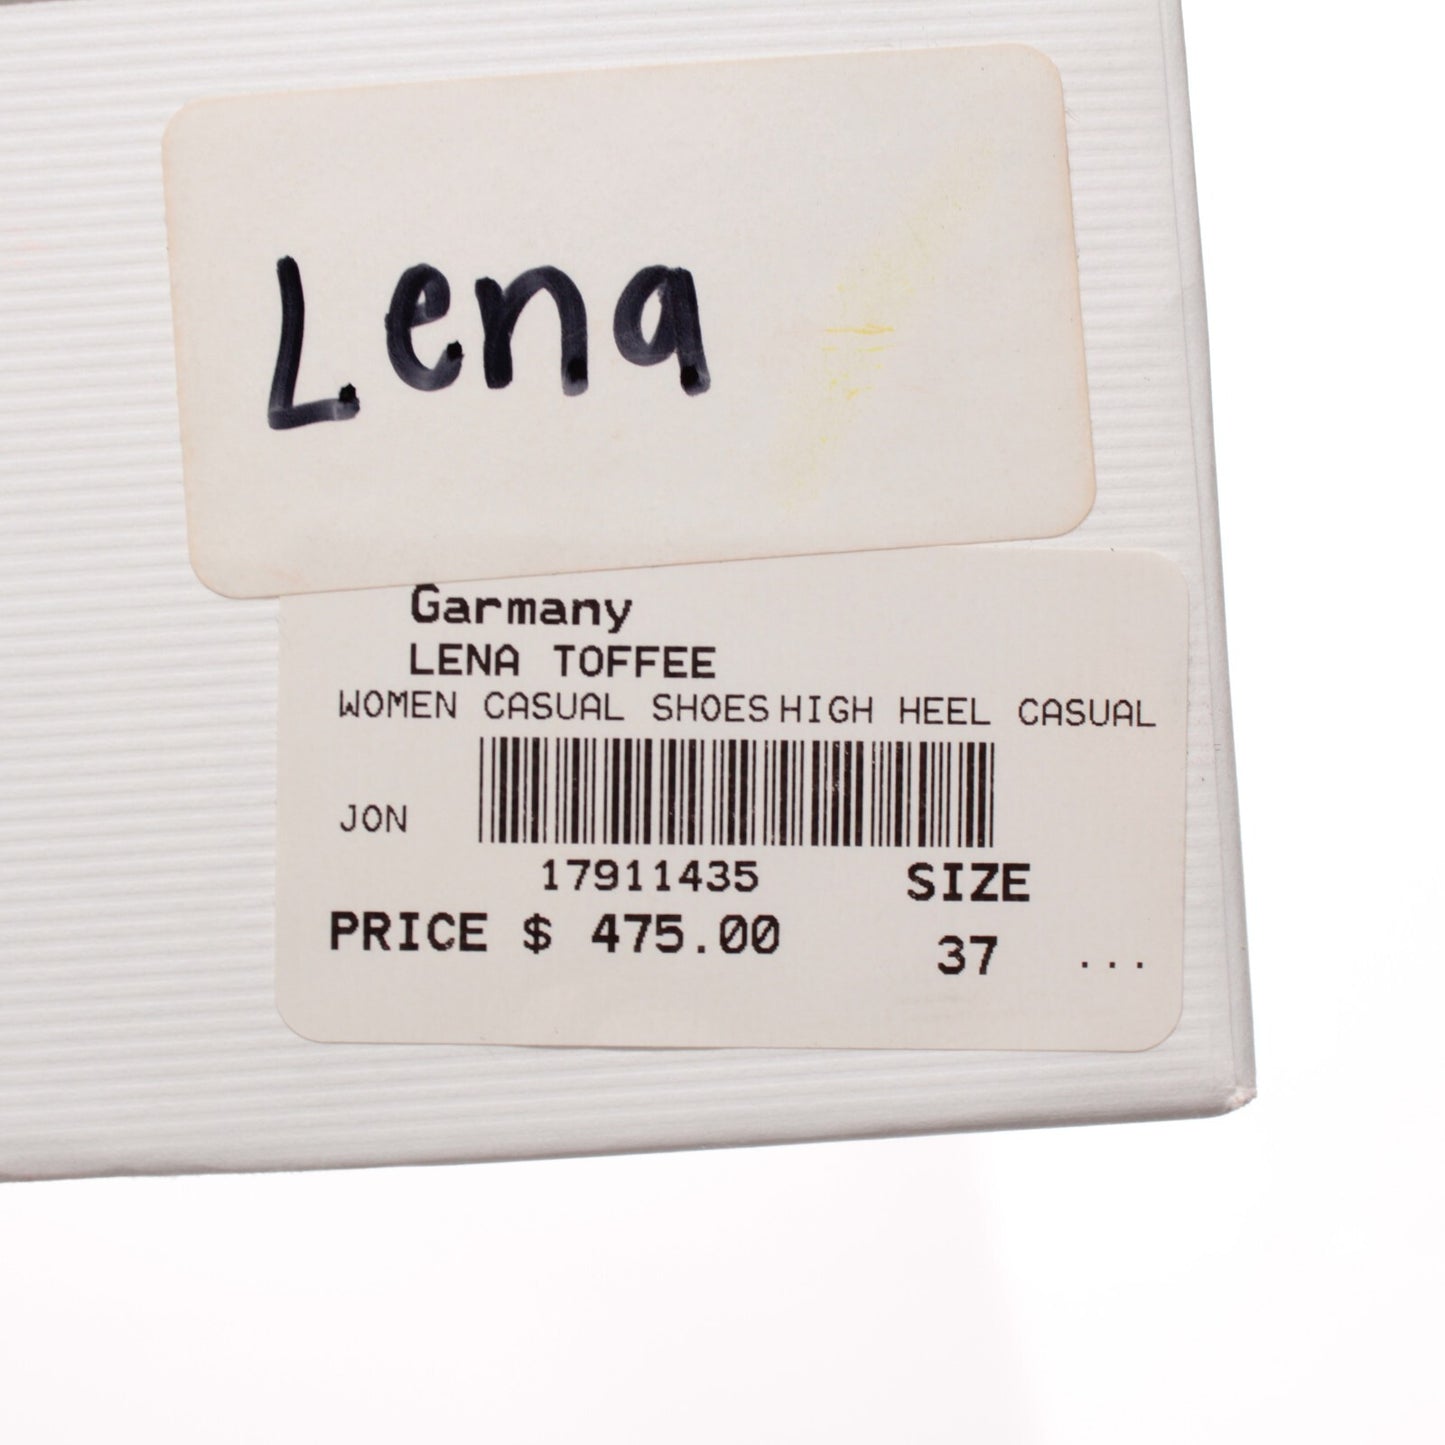 Lena
Garmany
LENA TOFFEE
WOMEN CASUAL SHOES HIGH HEEL CASUAL
JON
17911435
SIZE
PRICE $ 475.00
37 ...